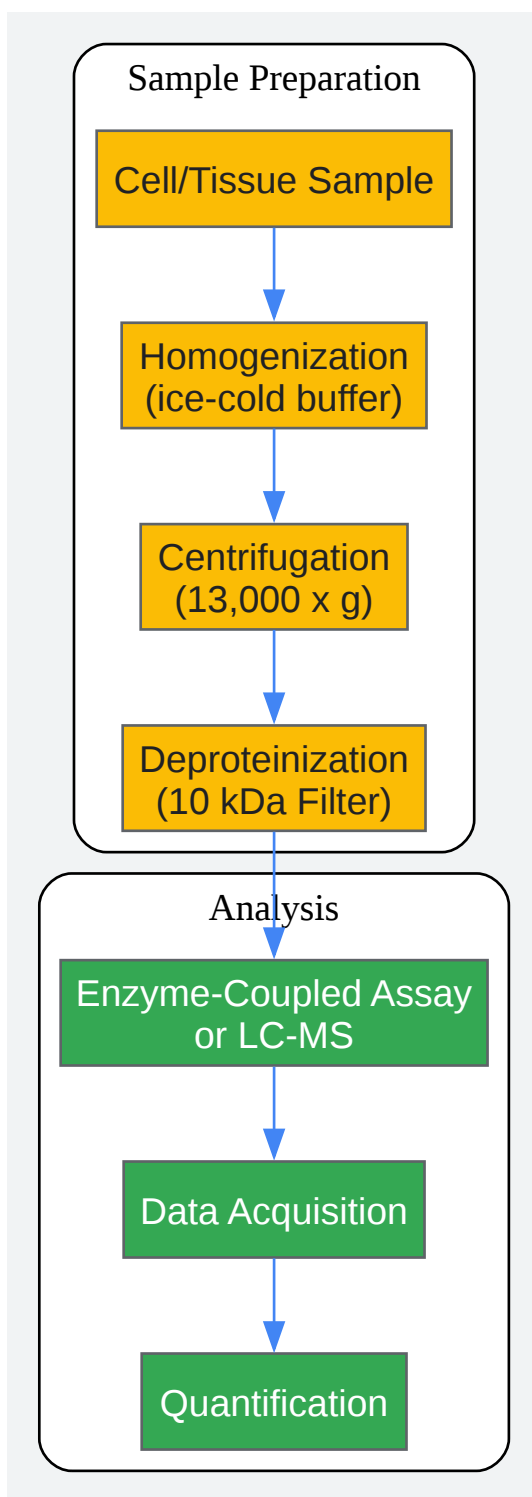 Sample Preparation
Cell/Tissue Sample
Homogenization
(ice-cold buffer)
Centrifugation
(13,000 x g)
Deproteinization
(10 kDa Filter)
Analysis
Enzyme-Coupled Assay
or LC-MS
Data Acquisition
Quantification